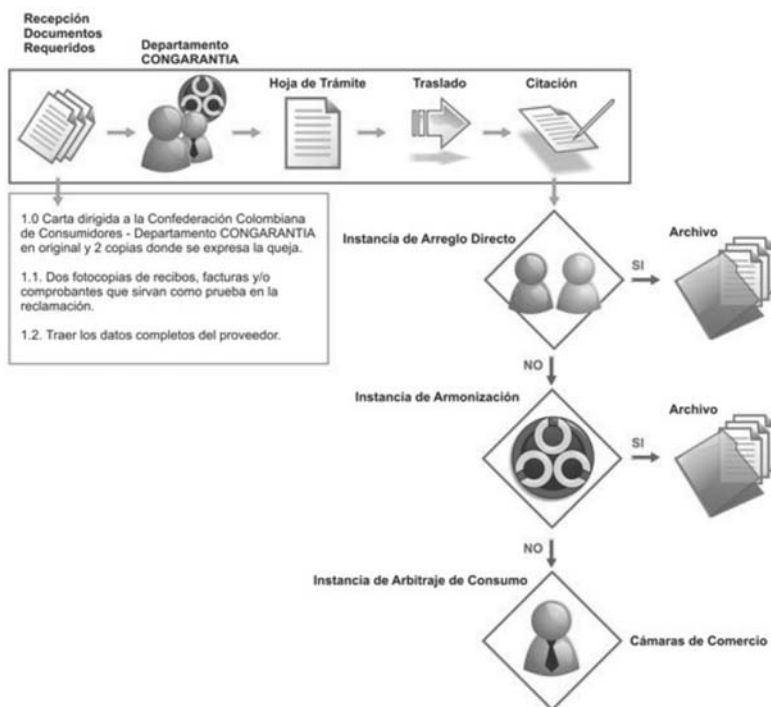 Recepción
Documentos
Requeridos
Departamento
CONGARANTIA
Hoja de Trámite
Traslado
Citación
1.0 Carta dirigida a la Confederación Colombiana
de Consumidores - Departamento CONGARANTIA
en original y 2 copias donde se expresa la queja.
1.1. Dos fotocopias de recibos, facturas y/o
comprobantes que sirvan como prueba en la
reclamación.
1.2. Traer los datos completos del proveedor.
Instancia de Arreglo Directo
SI
Archivo
NO
Instancia de Armonización
SI
Archivo
NO
Instancia de Arbitraje de Consumo
Cámaras de Comercio